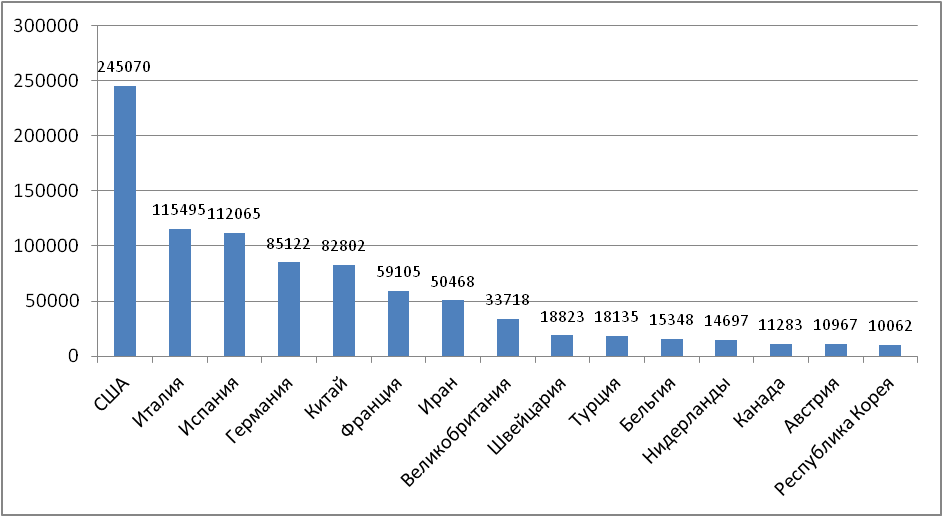 300000
250000
200000
150000
100000
50000
0
245070
115495
112065
85122
82802
59105
50468
33718
18823
18135
15348
14697
11283
10967
10062
США
Италия
Испания
Германия
Китай
Франция
Иран
Великобритания
Швейцария
Турция
Бельгия
Нидерланды
Канада
Австрия
Республика Корея